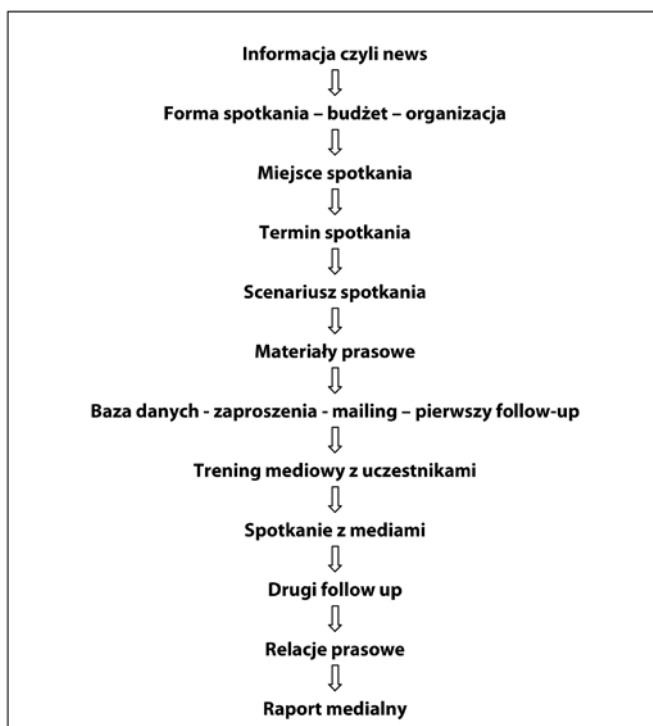 Informacja czyli news
Forma spotkania – budżet – organizacja
Miejsce spotkania
Termin spotkania
Scenariusz spotkania
Materiały prasowe
Baza danych - zaproszenia - mailing – pierwszy follow-up
Trening mediowy z uczestnikami
Spotkanie z mediami
Drugi follow up
Relacje prasowe
Raport medialny